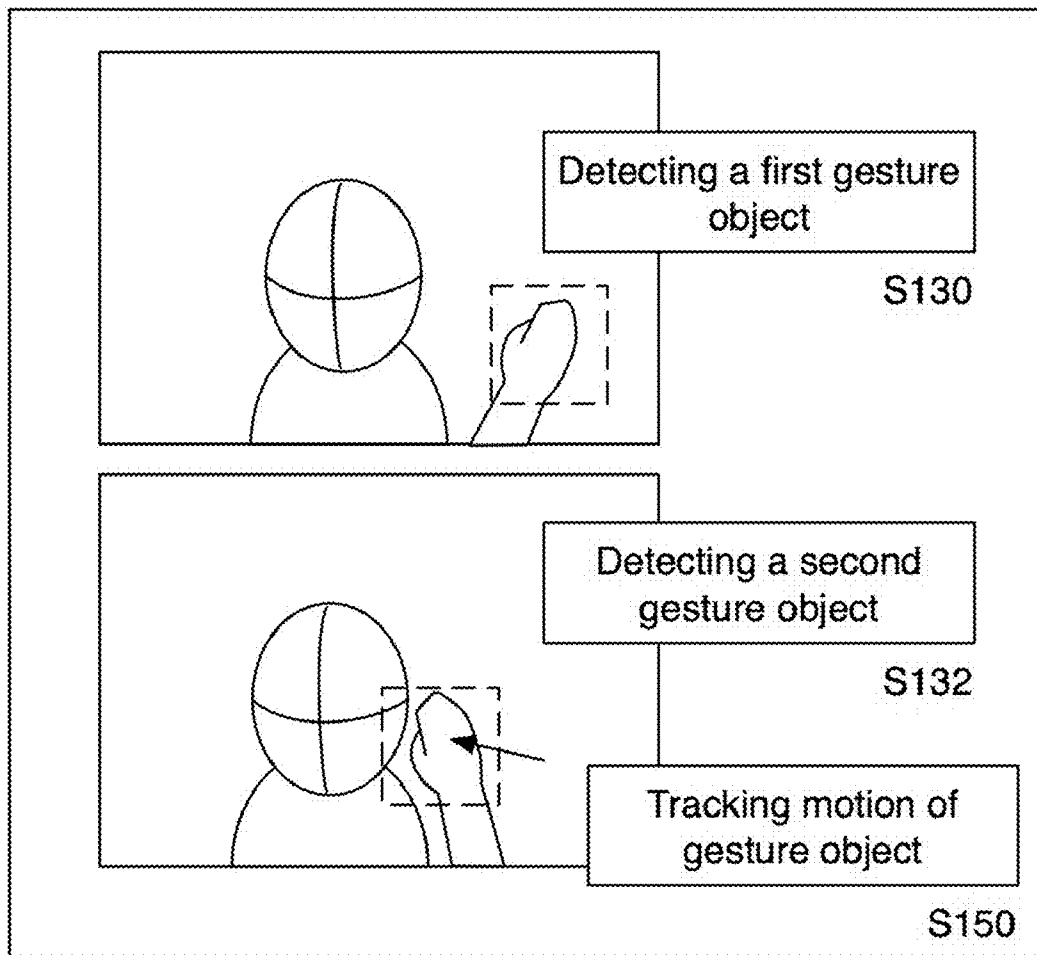 Detecting a first gesture
object
S130
Detecting a second
gesture object
S132
Tracking motion of
gesture object
S150